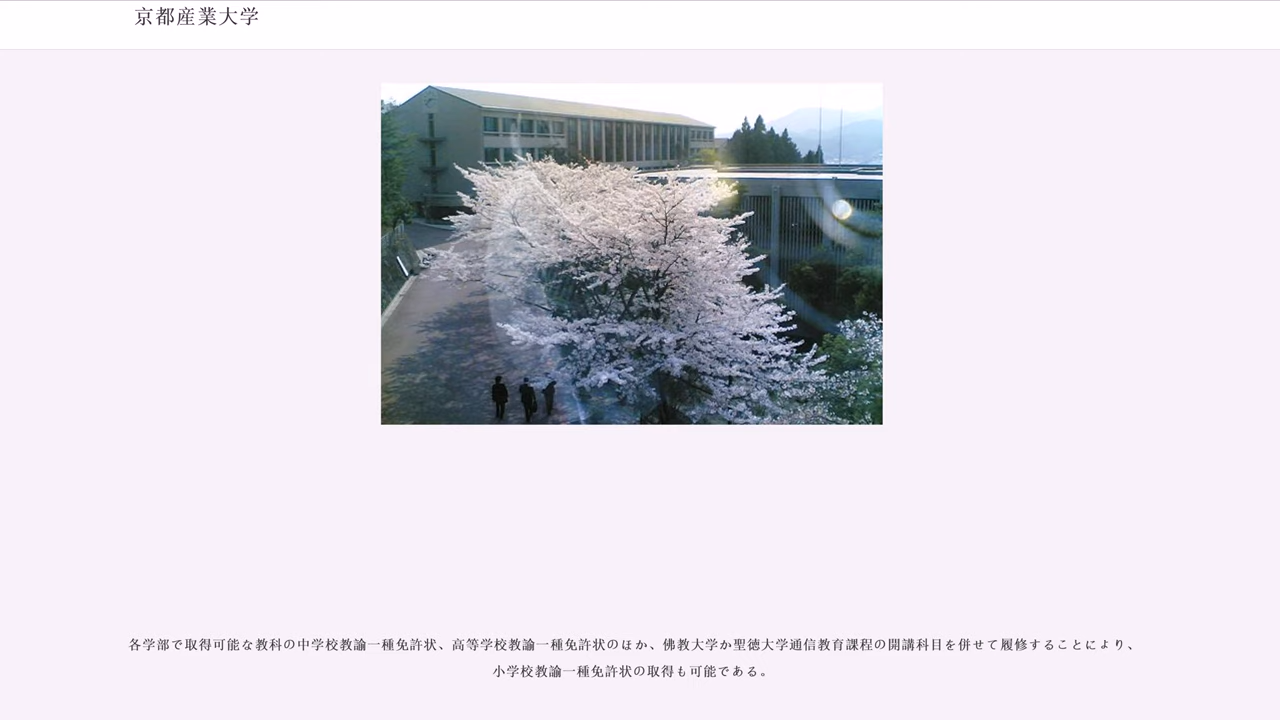 京都産業大学
各学部で取得可能な教科の中学校教諭一種免許状、高等学校教諭一種免許状のほか、佛教大学か聖徳大学通信教育課程の開講科目を併せて履修することにより、
小学校教諭一種免許状の取得も可能である。